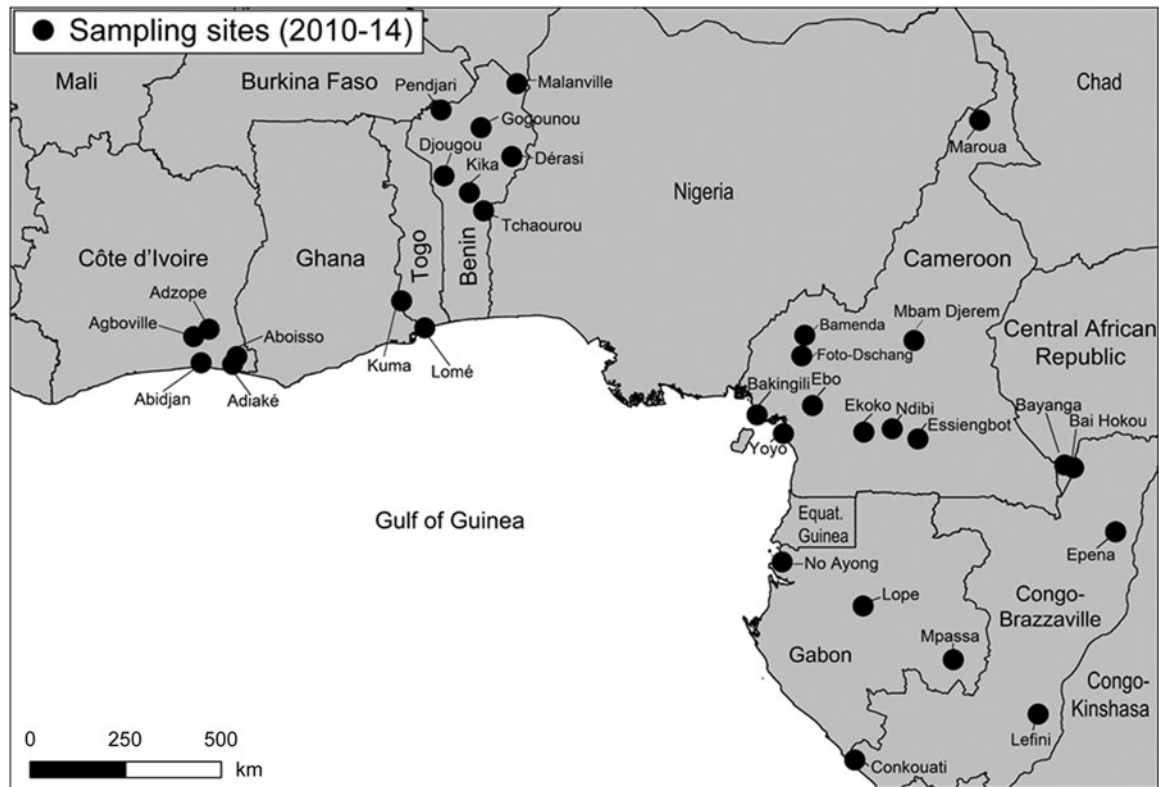 Sampling sites (2010-14)
Mali
Burkina Faso
Pendjari
Malanville
Chad
Gogounou
Maroua
Djougou
Kika
Dérasi
Nigeria
Tchaourou
Côte d'Ivoire
Ghana
Togo
Benin
Cameroon
Adzope
Agboville
Aboisso
Abidjan
Adiaké
Kuma
Lomé
Bamenda
Mbam Djerem
Foto-Dschang
Central African
Republic
Bakingili
Ebo
Ekoko
Ndibi
Essiengbot
Bayanga
Bai Hokou
Yoyo
Gulf of Guinea
Equat.
Guinea
Epena
No Ayong
Lope
Congo-
Brazzaville
Mpassa
Gabon
Congo-
Kinshasa
Lefini
Conkouati
0 250 500
km